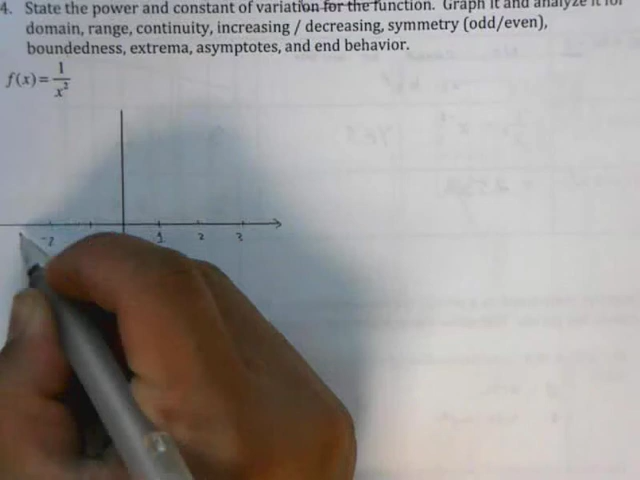 4. State the power and constant of variation for the function. Graph it and analyze it for
domain, range, continuity, increasing / decreasing, symmetry (odd/even),
boundedness, extrema, asymptotes, and end behavior.
f(x)= 1/x²
-2 1 2 3